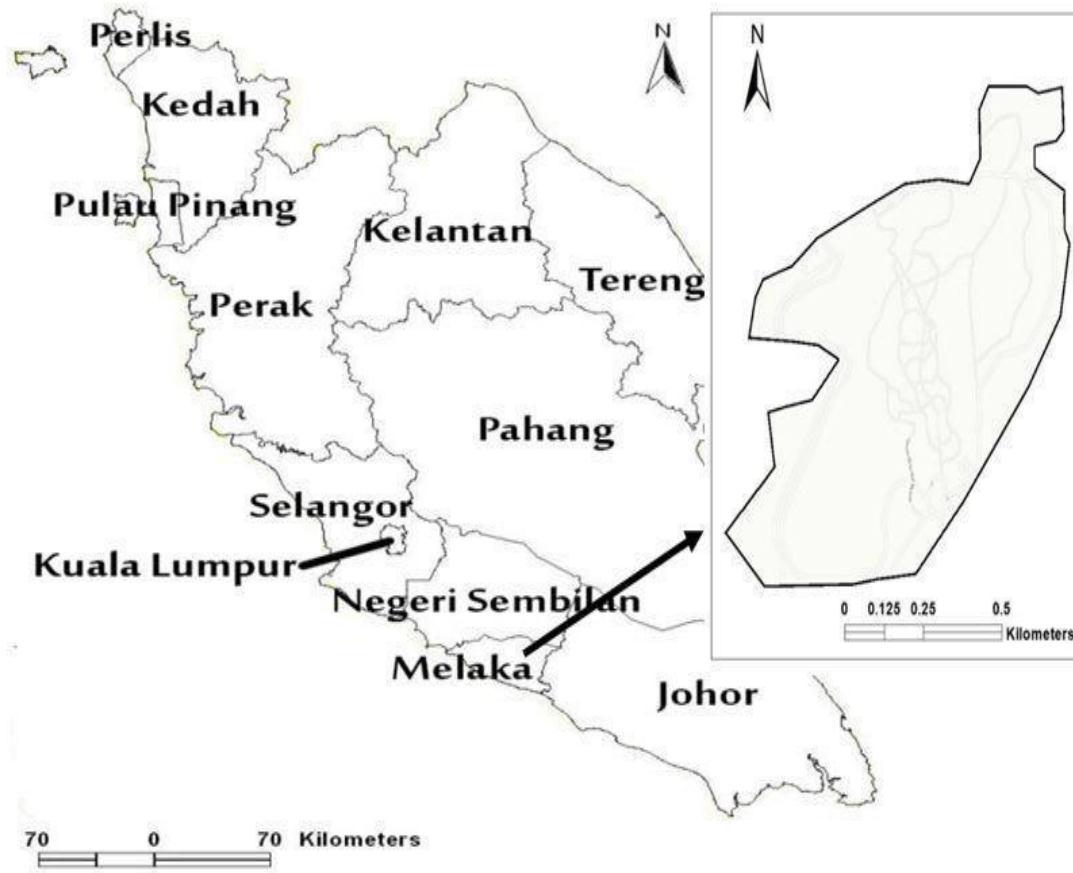 Perlis
N
N
Kedah
Pulau Pinang
Kelantan
Tereng
Perak
Pahang
Selangor
Kuala Lumpur
Negeri Sembilan
0 0.125 0.25 0.5
Kilometers
Melaka
Johor
70 0 70 Kilometers